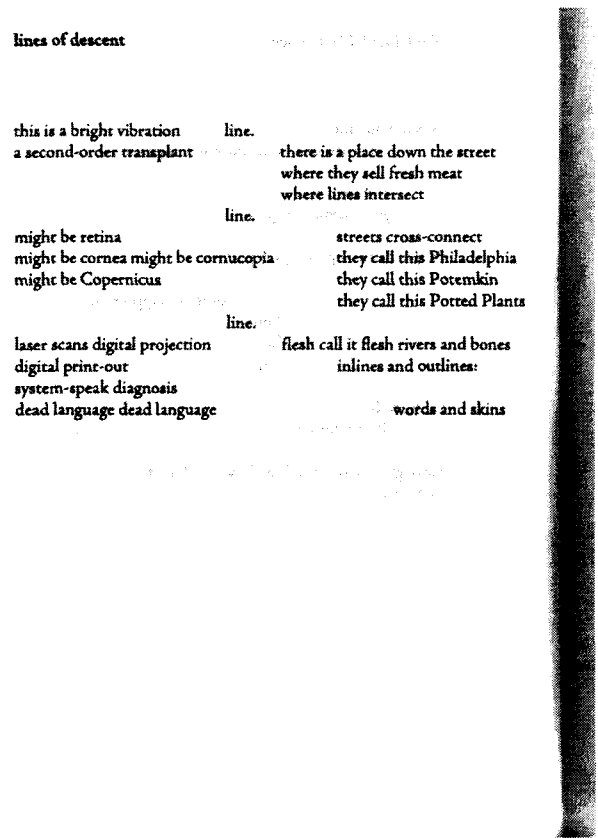 lines of descent
this is a bright vibration line.
a second-order transplant there is a place down the street
where they sell fresh meat
where lines intersect
line.
might be retina streets cross-connect
might be cornea might be cornucopia they call this Philadelphia
might be Copernicus they call this Potemkin
they call this Potted Plants
line.
laser scans digital projection flesh call it flesh rivers and bones
digital print-out inlines and outlines:
system-speak diagnosis
dead language dead language words and skins